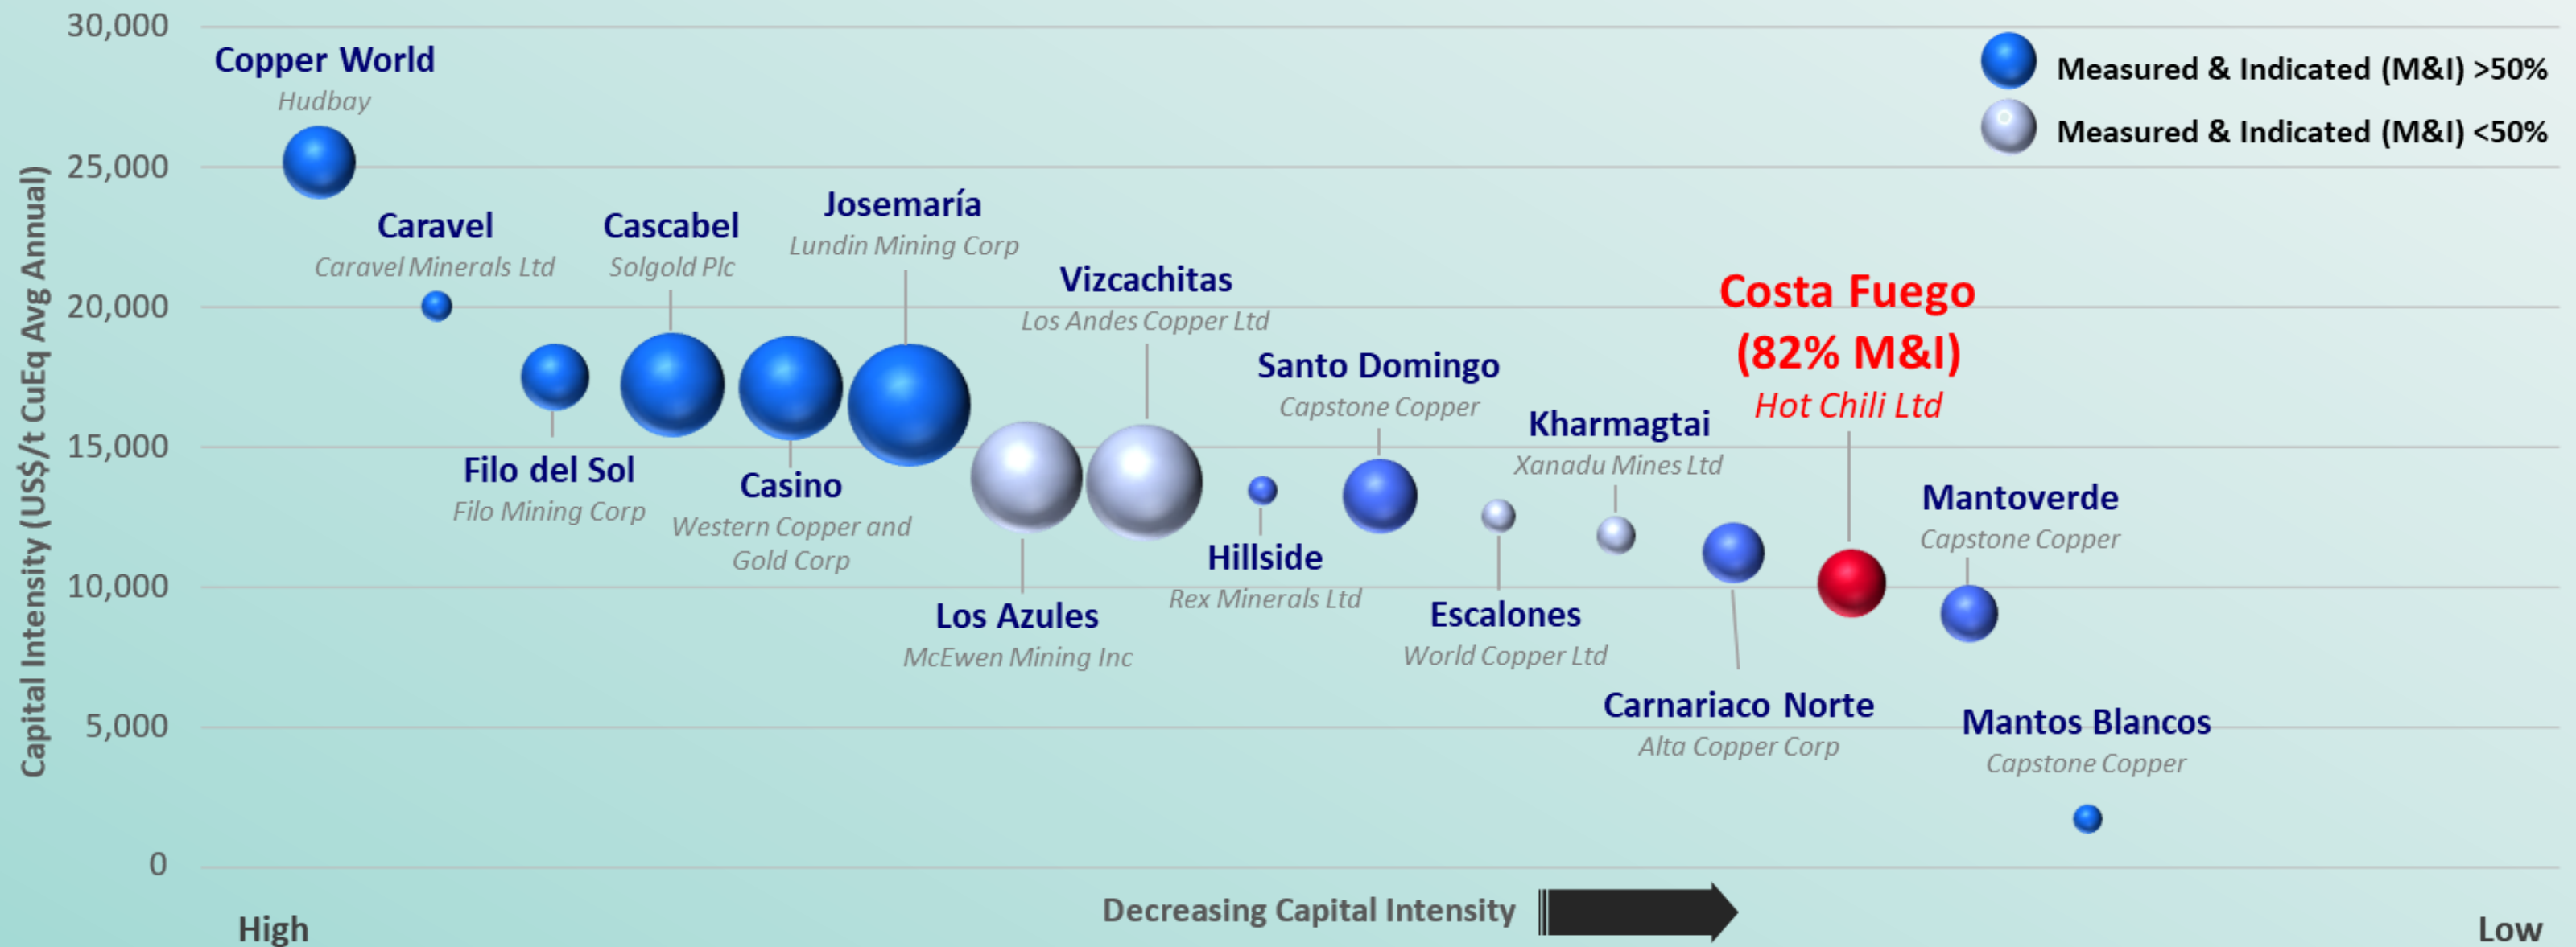 30,000
25,000
20,000
15,000
10,000
5,000
0
Capital Intensity (US$/t CuEq Avg Annual)
Measured & Indicated (M&I) >50%
Measured & Indicated (M&I) <50%
Copper World
Hudbay
Caravel
Caravel Minerals Ltd
Filo del Sol
Filo Mining Corp
Cascabel
Solgold Plc
Casino
Western Copper and
Gold Corp
Josemaría
Lundin Mining Corp
Los Azules
McEwen Mining Inc
Vizcachitas
Los Andes Copper Ltd
Hillside
Rex Minerals Ltd
Santo Domingo
Capstone Copper
Escalones
World Copper Ltd
Kharmagtai
Xanadu Mines Ltd
Carnariaco Norte
Alta Copper Corp
Costa Fuego
(82% M&I)
Hot Chili Ltd
Mantoverde
Capstone Copper
Mantos Blancos
Capstone Copper
High
Decreasing Capital Intensity
Low